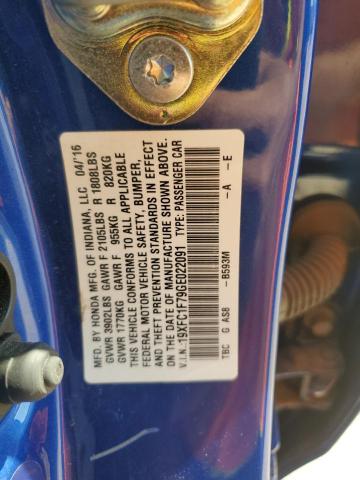 MFD. BY HONDA MFG. OF INDIANA, LLC 04/'16
GVWR 3902LBS GAWR F 2105LBS R 1808LBS
GVWR 1770KG GAWR F 955KG R 820KG
THIS VEHICLE CONFORMS TO ALL APPLICABLE
FEDERAL MOTOR VEHICLE SAFETY, BUMPER,
AND THEFT PREVENTION STANDARDS IN EFFECT
ON THE DATE OF MANUFACTURE SHOWN ABOVE.
V.I.N.:19XFC1F79GE022091 TYPE: PASSENGER CAR
TBC G AS8 -B593M -A -E